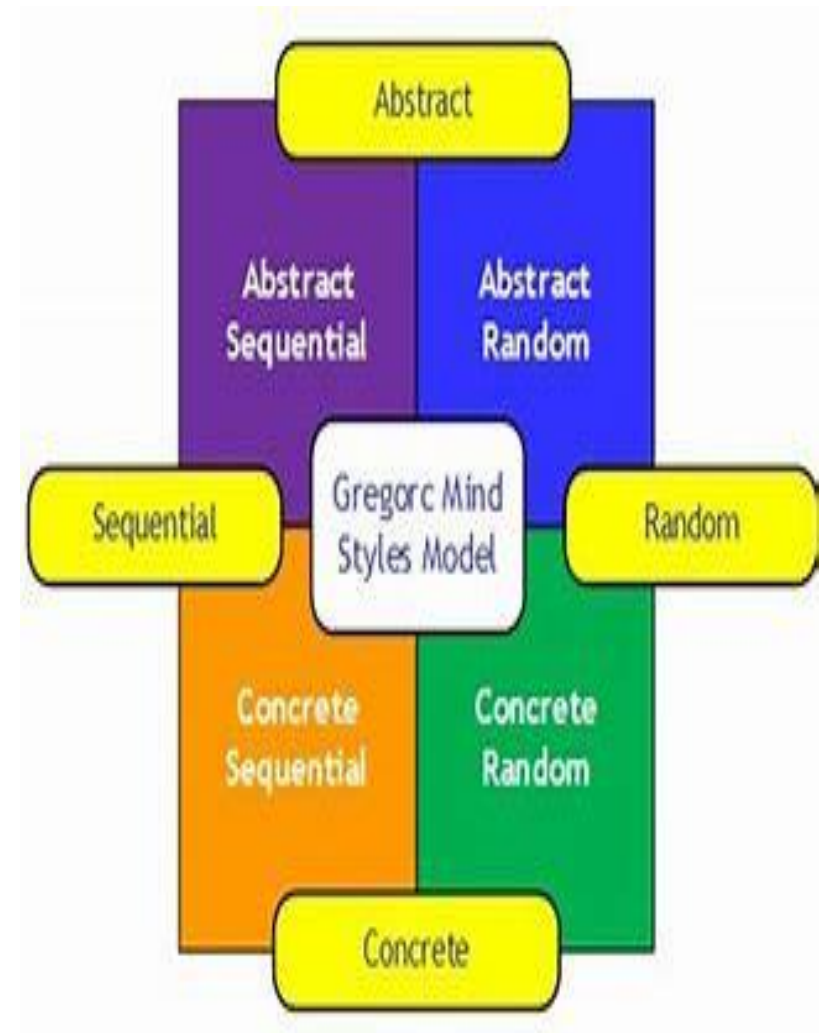 Abstract
Abstract
Sequential
Abstract
Random
Sequential
Gregorc Mind
Styles Model
Random
Concrete
Sequential
Concrete
Random
Concrete